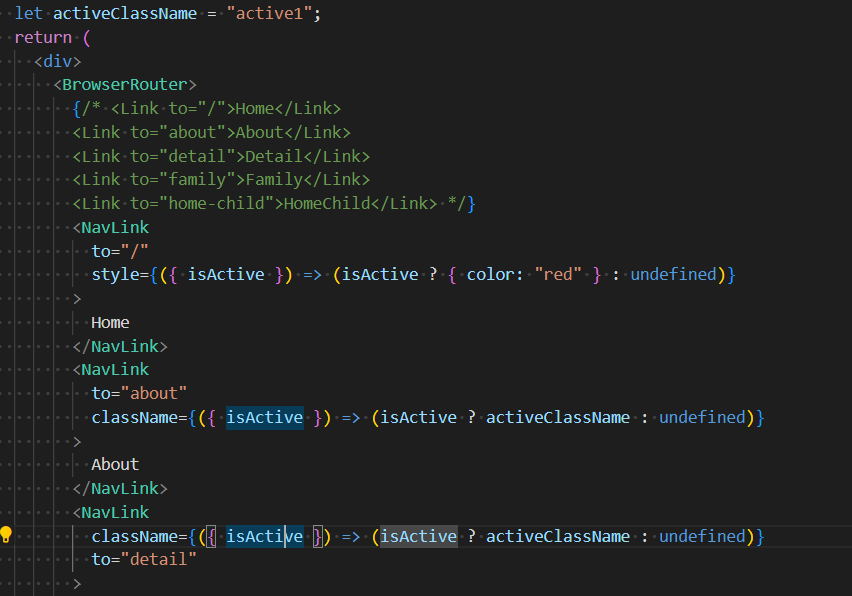 let activeClassName = "active1";
return (
<div>
<BrowserRouter>
{/* <Link to="/">Home</Link>
<Link to="about">About</Link>
<Link to="detail">Detail</Link>
<Link to="family">Family</Link>
<Link to="home-child">HomeChild</Link> */}
<NavLink
to="/"
style={({ isActive }) => (isActive ? { color: "red" } : undefined)}
>
Home
</NavLink>
<NavLink
to="about"
className={({ isActive }) => (isActive ? activeClassName : undefined)}
>
About
</NavLink>
<NavLink
className={({ isActive }) => (isActive ? activeClassName : undefined)}
to="detail"
>